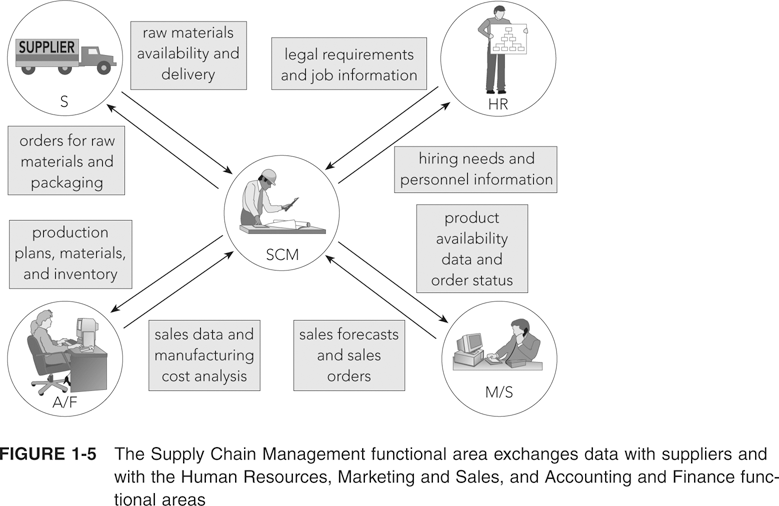 SUPPLIER
S
raw materials
availability and
delivery
legal requirements
and job information
HR
orders for raw
materials and
packaging
hiring needs and
personnel information
SCM
production
plans, materials,
and inventory
product
availability
data and
order status
A/F
sales data and
manufacturing
cost analysis
sales forecasts
and sales
orders
M/S
FIGURE 1-5 The Supply Chain Management functional area exchanges data with suppliers and
with the Human Resources, Marketing and Sales, and Accounting and Finance func-
tional areas